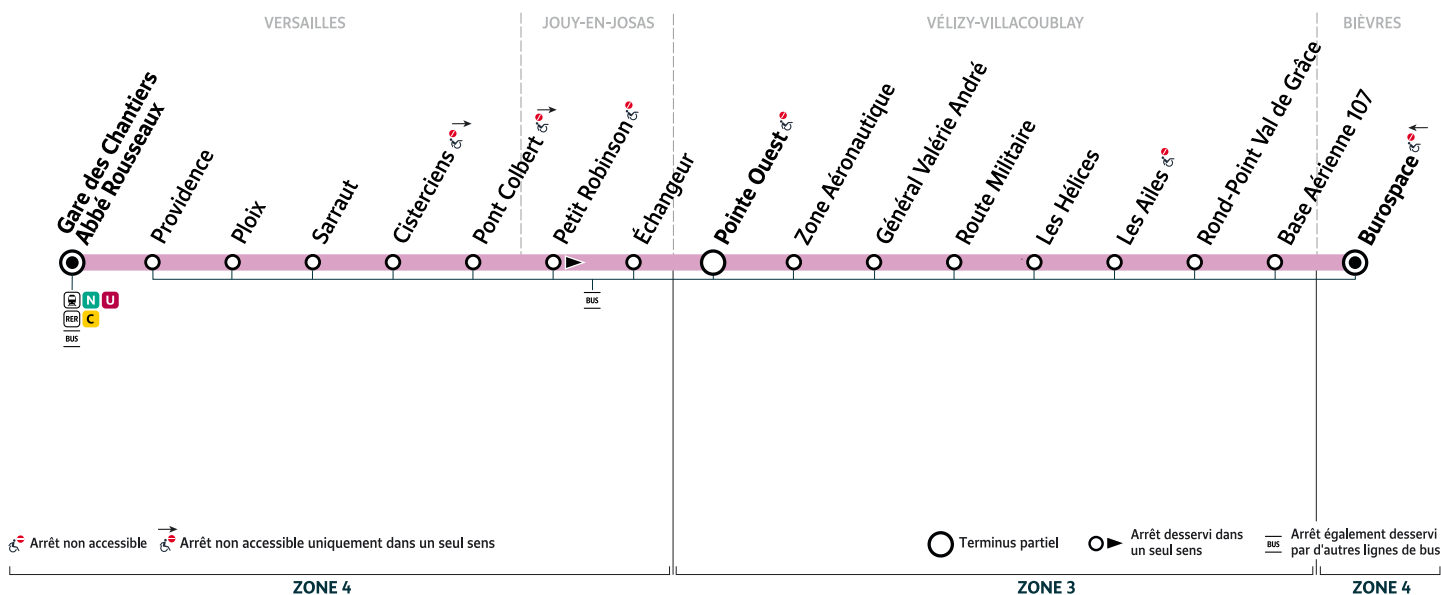 VERSAILLES
JOUY-EN-JOSAS
VÉLIZY-VILLACOUBLAY
BIÈVRES
Gare des Chantiers
Abbé Rousseaux
Providence
Ploix
Sarraut
Cisterciens
Pont Colbert
Petit Robinson
Échangeur
Pointe Ouest
Zone Aéronautique
Général Valérie André
Route Militaire
Les Hélices
Les Ailes
Rond-Point Val de Grâce
Base Aérienne 107
Burospace
N U
RER C
BUS
BUS
Arrêt non accessible
Arrêt non accessible uniquement dans un seul sens
Terminus partiel
Arrêt desservi dans
un seul sens
BUS
Arrêt également desservi
par d'autres lignes de bus
ZONE 4
ZONE 3
ZONE 4